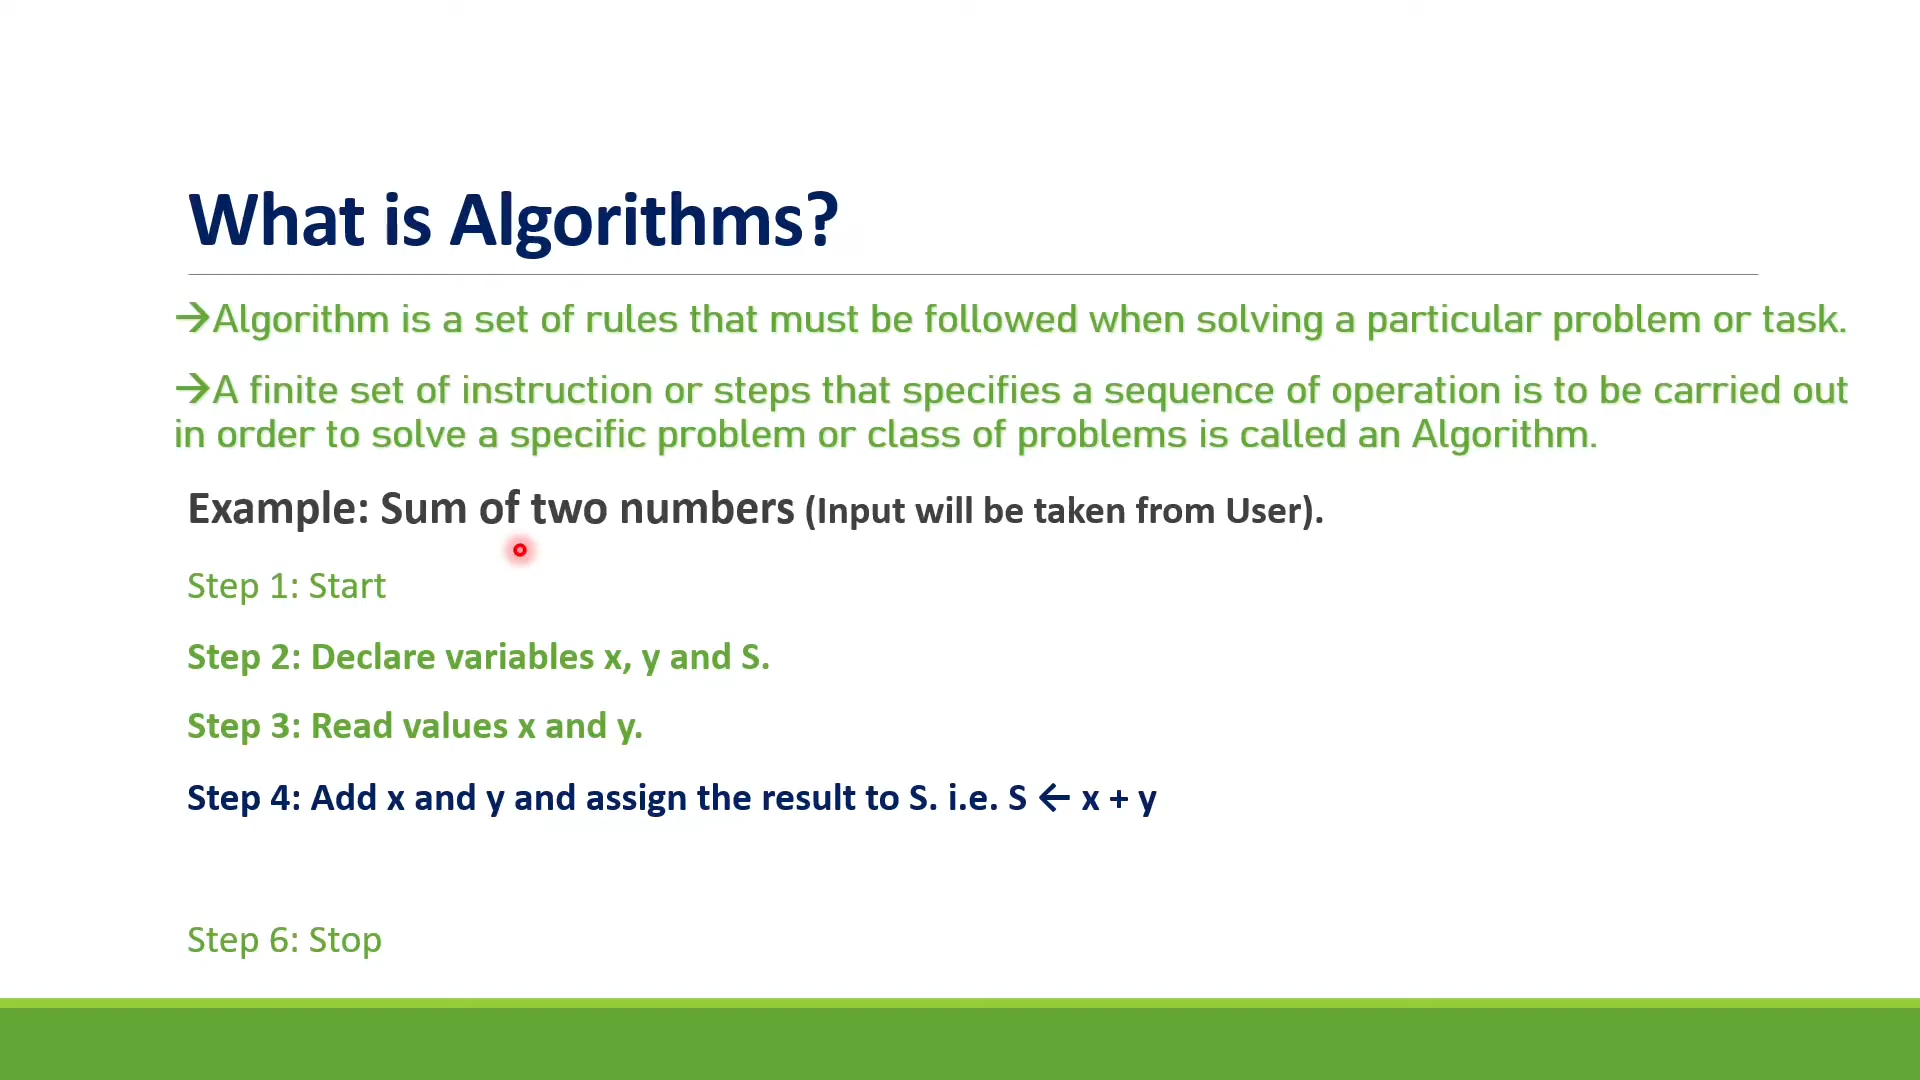 What is Algorithms?
→Algorithm is a set of rules that must be followed when solving a particular problem or task.
→A finite set of instruction or steps that specifies a sequence of operation is to be carried out
in order to solve a specific problem or class of problems is called an Algorithm.
Example: Sum of two numbers (Input will be taken from User).
Step 1: Start
Step 2: Declare variables x, y and S.
Step 3: Read values x and y.
Step 4: Add x and y and assign the result to S. i.e. S ← x + y
Step 6: Stop